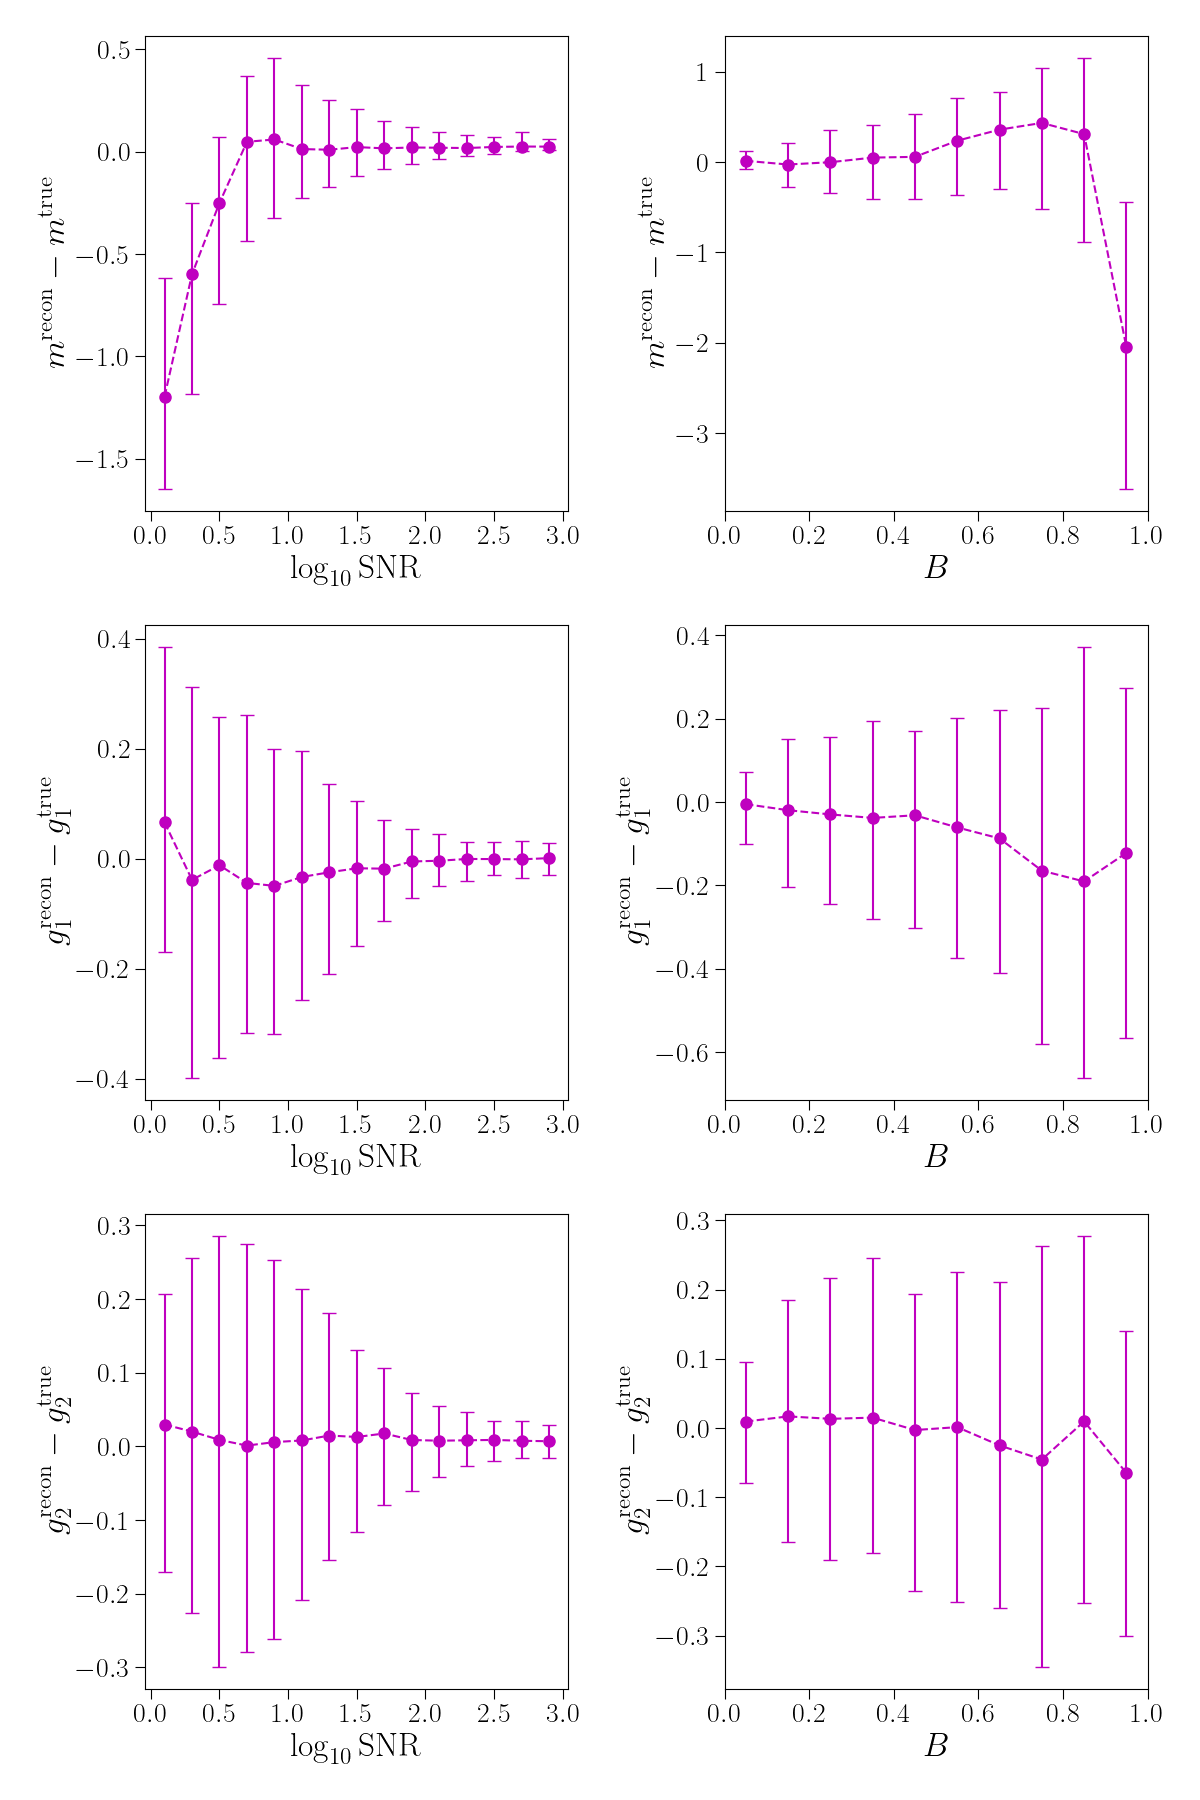 0.5
0.0
−0.5
−1.0
−1.5
m^recon − m^true
0.0 0.5 1.0 1.5 2.0 2.5 3.0
log₁₀ SNR
1
0
−1
−2
−3
m^recon − m^true
0.0 0.2 0.4 0.6 0.8 1.0
B
0.4
0.2
0.0
−0.2
−0.4
g₁^recon − g₁^true
0.0 0.5 1.0 1.5 2.0 2.5 3.0
log₁₀ SNR
0.4
0.2
0.0
−0.2
−0.4
−0.6
g₁^recon − g₁^true
0.0 0.2 0.4 0.6 0.8 1.0
B
0.3
0.2
0.1
0.0
−0.1
−0.2
−0.3
g₂^recon − g₂^true
0.0 0.5 1.0 1.5 2.0 2.5 3.0
log₁₀ SNR
0.3
0.2
0.1
0.0
−0.1
−0.2
−0.3
g₂^recon − g₂^true
0.0 0.2 0.4 0.6 0.8 1.0
B